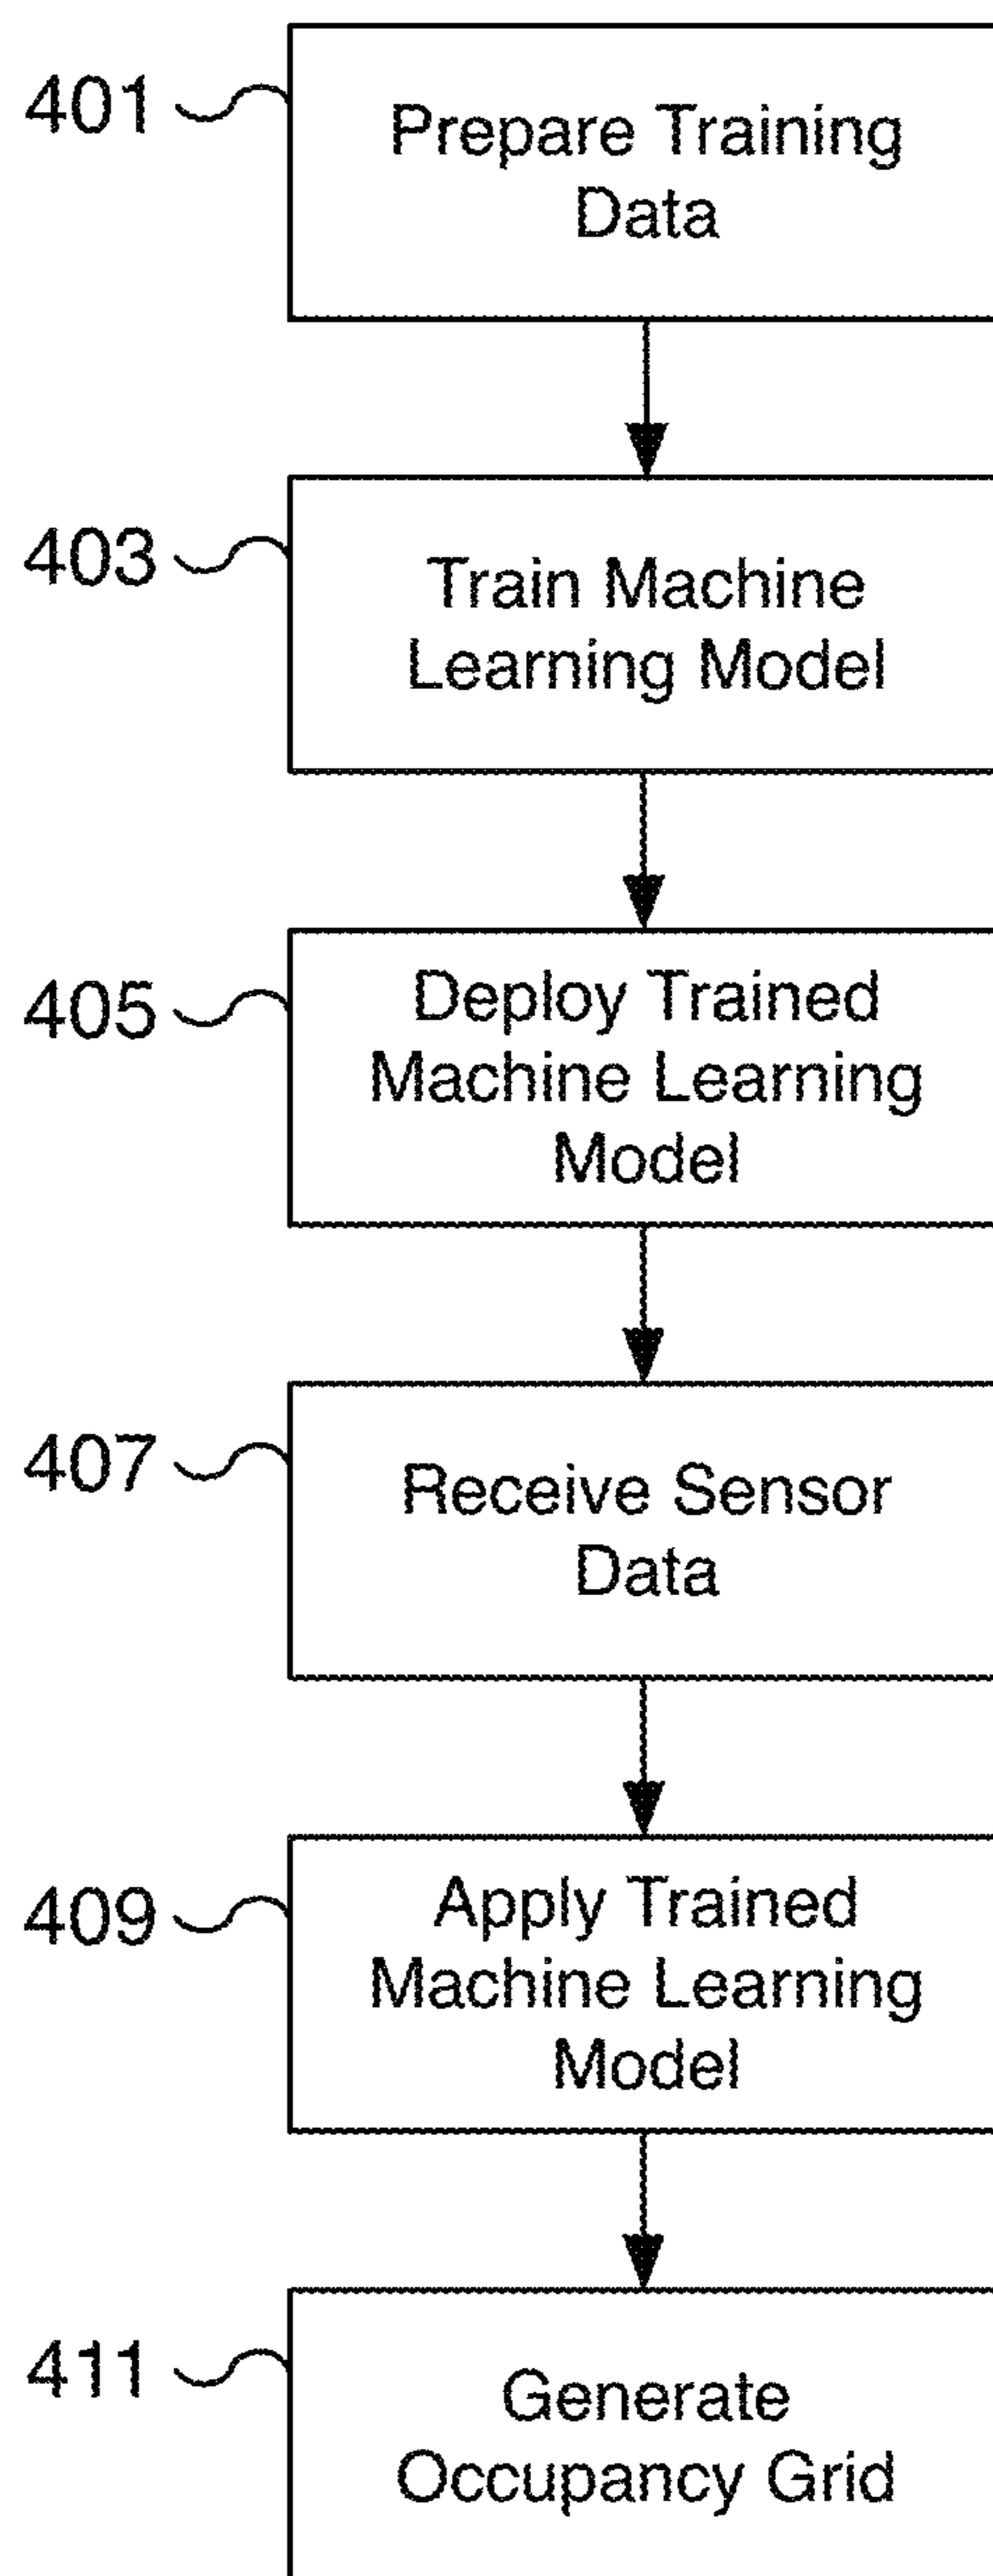 401
Prepare Training
Data
403
Train Machine
Learning Model
405
Deploy Trained
Machine Learning
Model
407
Receive Sensor
Data
409
Apply Trained
Machine Learning
Model
411
Generate
Occupancy Grid